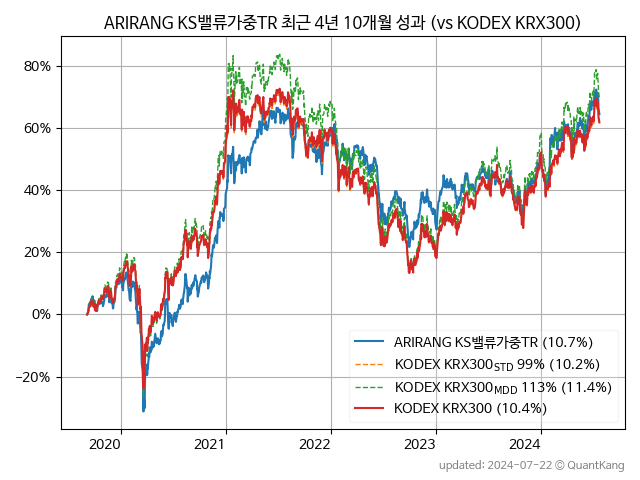 ARIRANG KS밸류가중TR 최근 4년 10개월 성과 (vs KODEX KRX300)
80%
60%
40%
20%
0%
−20%
ARIRANG KS밸류가중TR (10.7%)
KODEX KRX300STD 99% (10.2%)
KODEX KRX300MDD 113% (11.4%)
KODEX KRX300 (10.4%)
2020 2021 2022 2023 2024
updated: 2024-07-22 © QuantKang